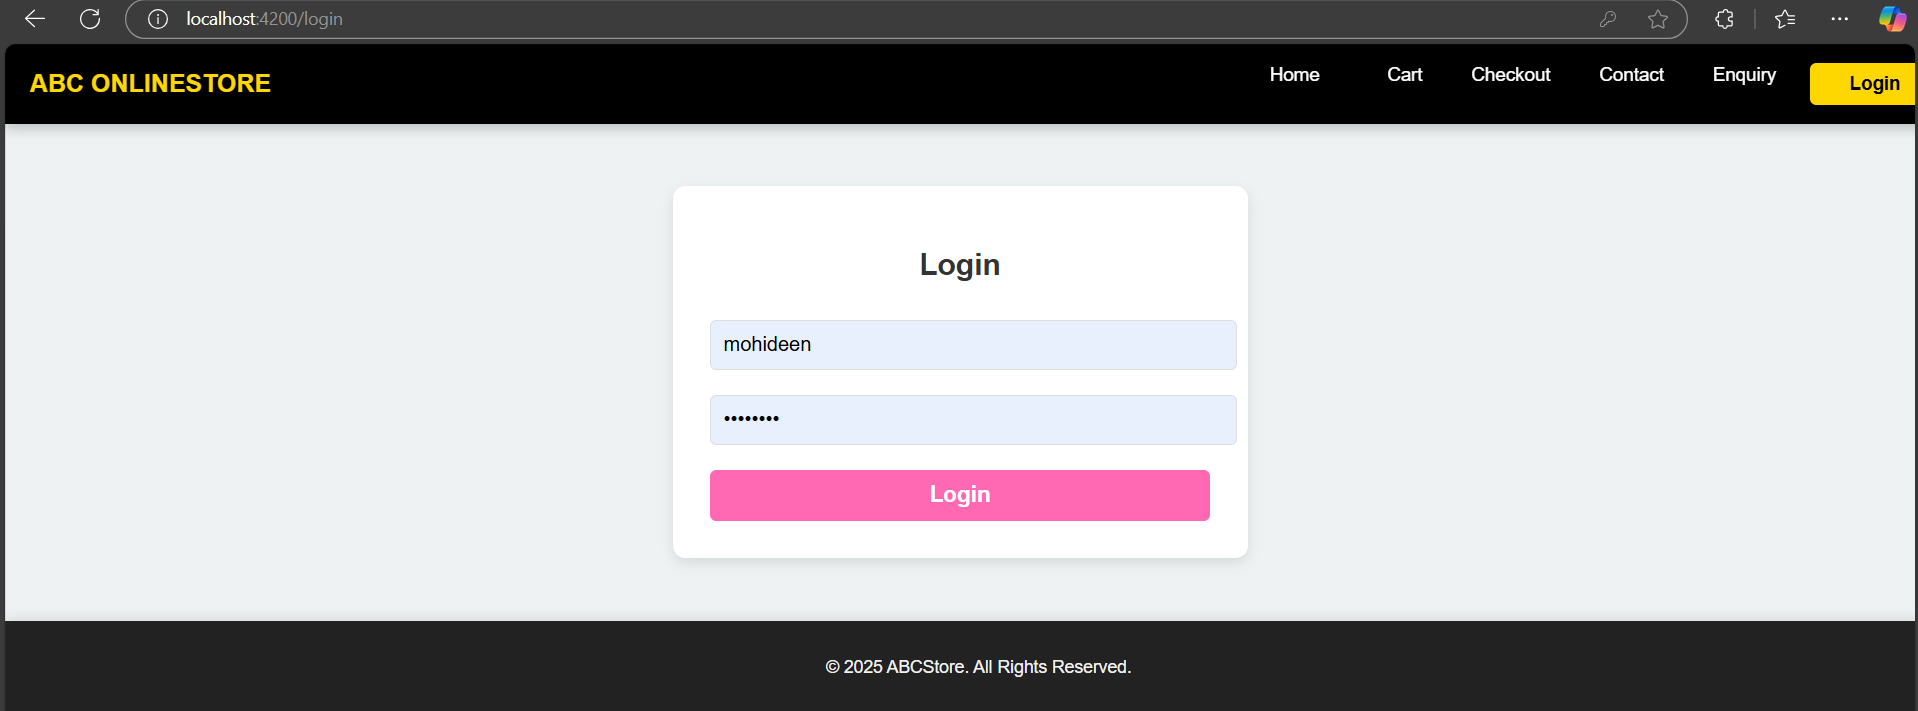 localhost:4200/login
ABC ONLINESTORE
Home Cart Checkout Contact Enquiry Login
Login
mohideen
••••••••
Login
© 2025 ABCStore. All Rights Reserved.